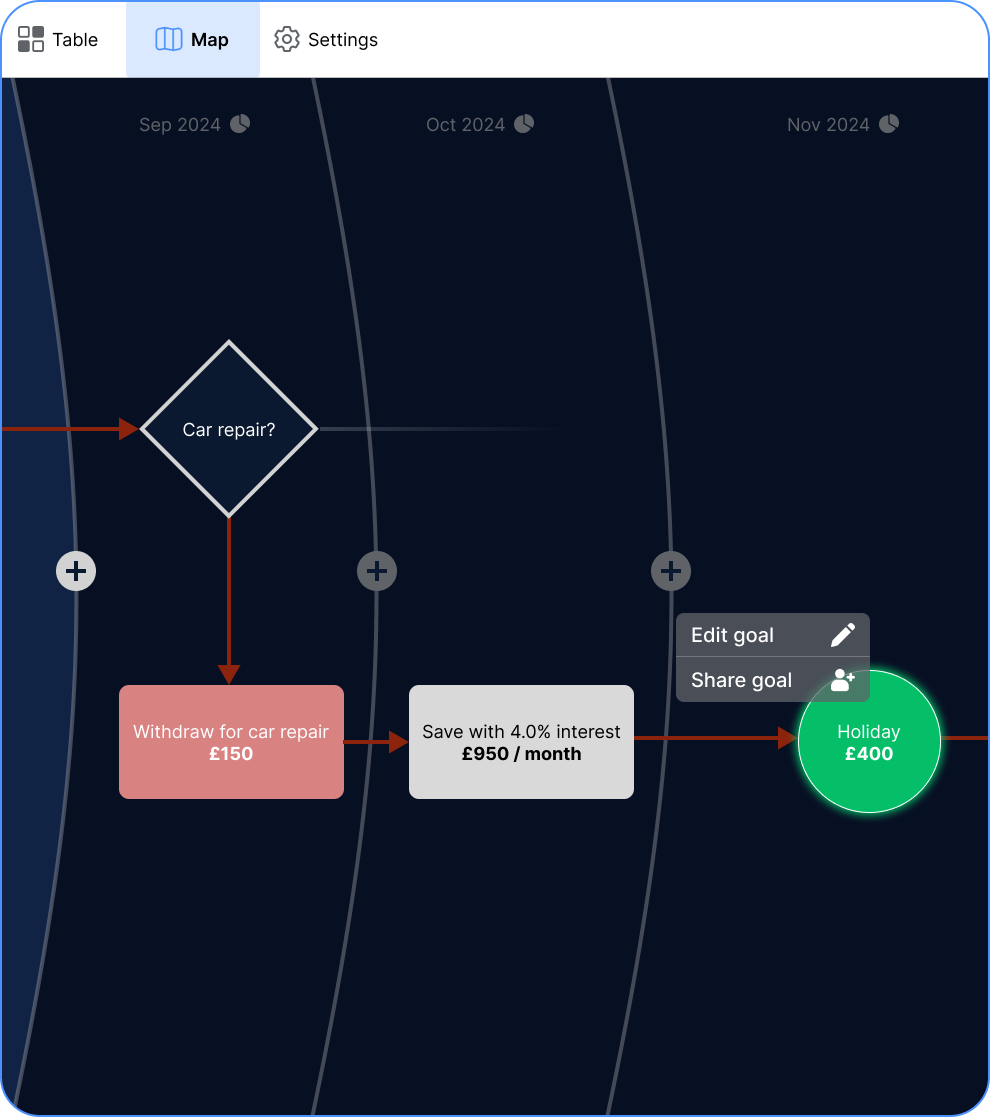 Table
Map
Settings
Sep 2024
Oct 2024
Nov 2024
Car repair?
Edit goal
Share goal
Withdraw for car repair
£150
Save with 4.0% interest
£950 / month
Holiday
£400